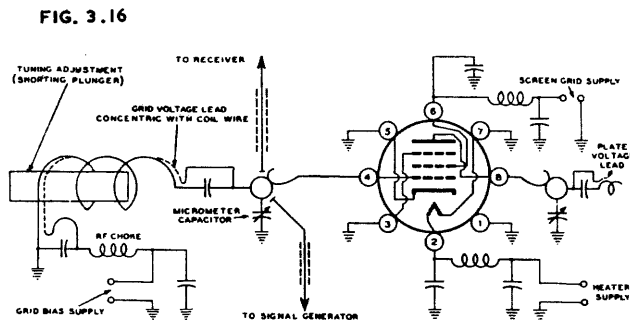 FIG. 3.16
TO RECEIVER
TUNING ADJUSTMENT
(SHORTING PLUNGER)
GRID VOLTAGE LEAD
CONCENTRIC WITH COIL WIRE
SCREEN GRID SUPPLY
PLATE
VOLTAGE
LEAD
6
5
7
4
8
3
1
2
MICROMETER
CAPACITOR
RF CHOKE
GRID BIAS SUPPLY
TO SIGNAL GENERATOR
HEATER
SUPPLY